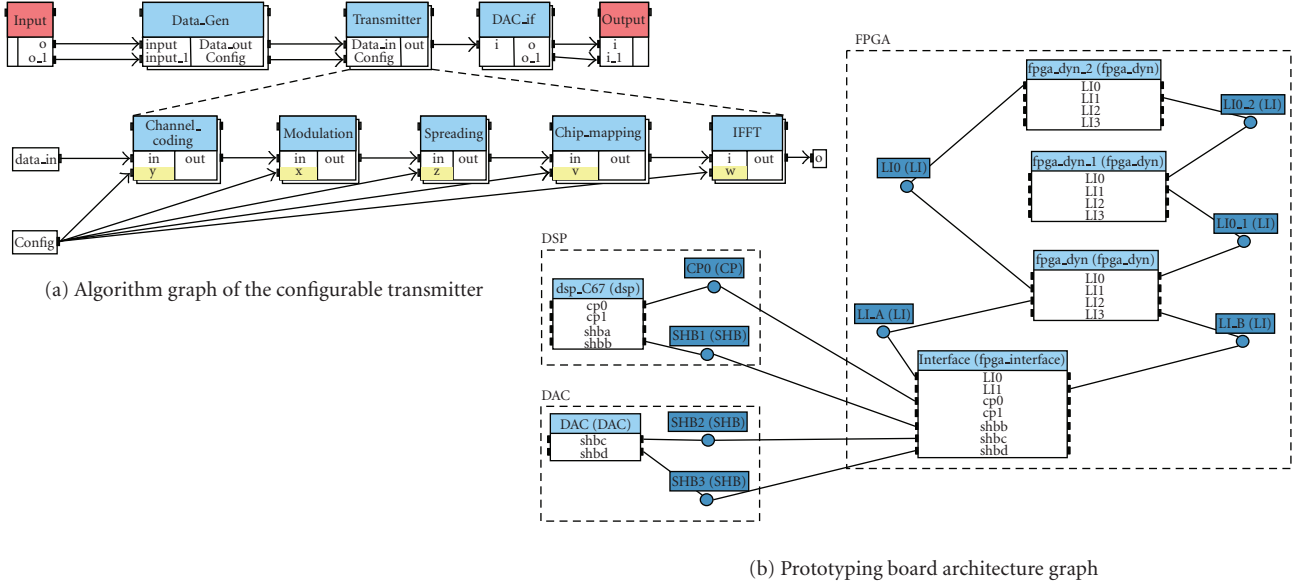 Input
o
o_1
Data_Gen
input Data_out
input_1 Config
Transmitter
Data_in out
Config
DAC_if
i o
o_1
Output
i
i_1
data_in
Config
Channel_
coding
in out
y
Modulation
in out
x
Spreading
in out
z
Chip_mapping
in out
v
IFFT
i out
w
o
(a) Algorithm graph of the configurable transmitter
FPGA
fpga_dyn_2 (fpga_dyn)
LI0
LI1
LI2
LI3
LI0_2 (LI)
LI0 (LI)
fpga_dyn_1 (fpga_dyn)
LI0
LI1
LI2
LI3
LI0_1 (LI)
fpga_dyn (fpga_dyn)
LI0
LI1
LI2
LI3
LI_A (LI)
LI_B (LI)
Interface (fpga_interface)
LI0
LI1
cp0
cp1
shbb
shbc
shbd
DSP
dsp_C67 (dsp)
cp0
cp1
shba
shbb
CP0 (CP)
SHB1 (SHB)
DAC
DAC (DAC)
shbc
shbd
SHB2 (SHB)
SHB3 (SHB)
(b) Prototyping board architecture graph